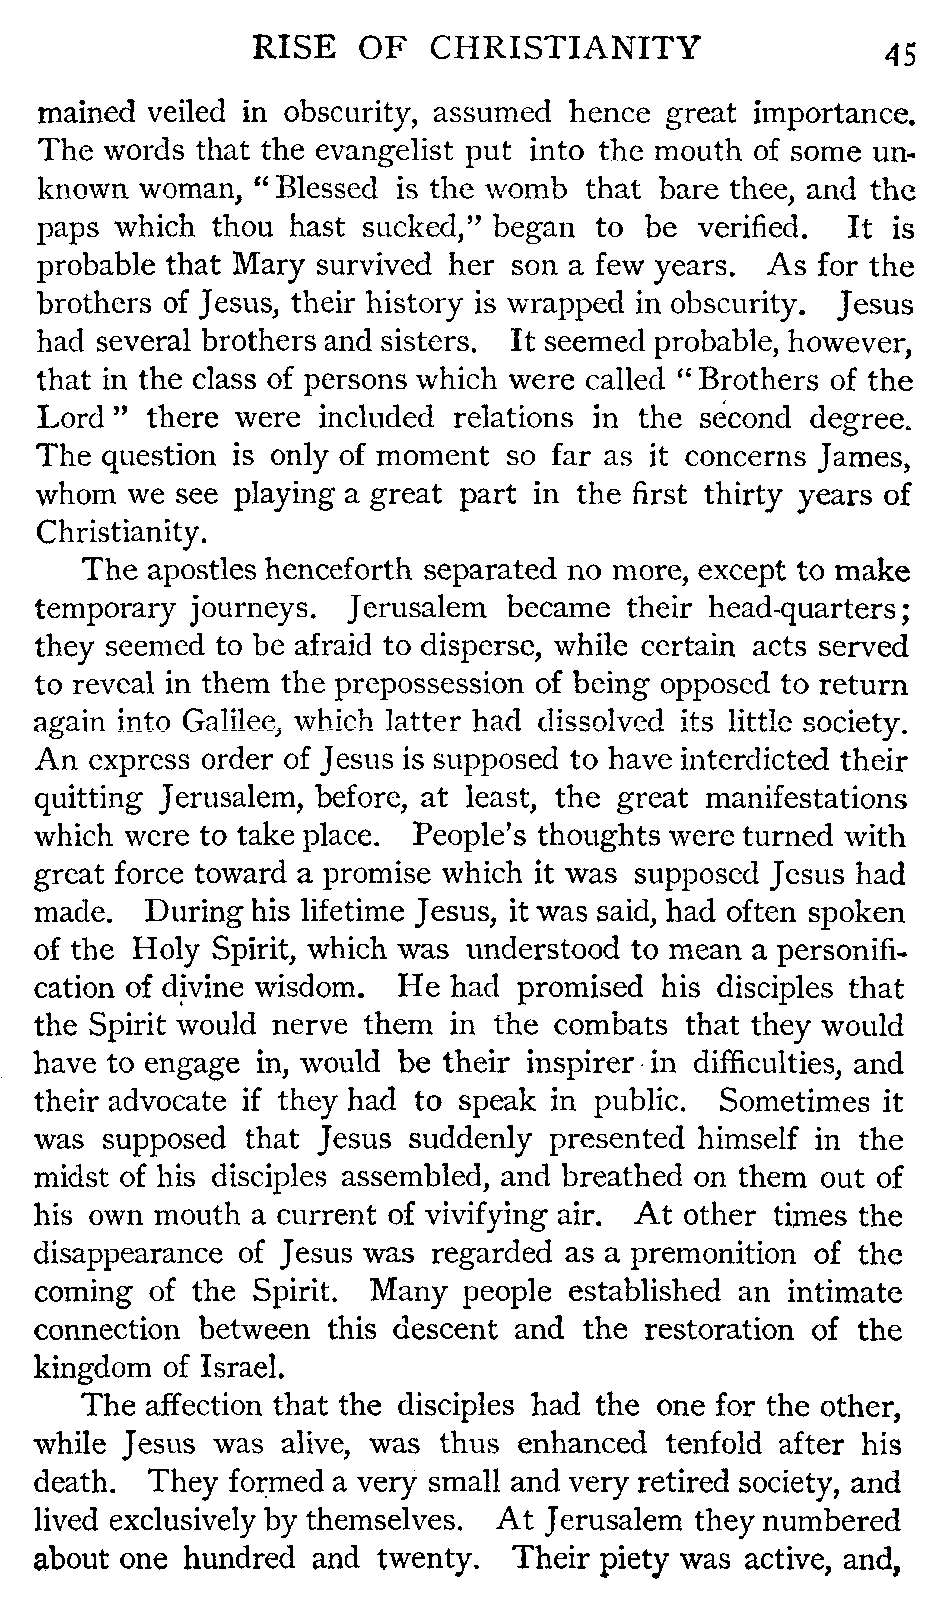 RISE OF CHRISTIANITY 45
mained veiled in obscurity, assumed hence great importance.
The words that the evangelist put into the mouth of some un-
known woman, "Blessed is the womb that bare thee, and the
paps which thou hast sucked," began to be verified. It is
probable that Mary survived her son a few years. As for the
brothers of Jesus, their history is wrapped in obscurity. Jesus
had several brothers and sisters. It seemed probable, however,
that in the class of persons which were called "Brothers of the
Lord" there were included relations in the second degree.
The question is only of moment so far as it concerns James,
whom we see playing a great part in the first thirty years of
Christianity.
The apostles henceforth separated no more, except to make
temporary journeys. Jerusalem became their head-quarters;
they seemed to be afraid to disperse, while certain acts served
to reveal in them the prepossession of being opposed to return
again into Galilee, which latter had dissolved its little society.
An express order of Jesus is supposed to have interdicted their
quitting Jerusalem, before, at least, the great manifestations
which were to take place. People's thoughts were turned with
great force toward a promise which it was supposed Jesus had
made. During his lifetime Jesus, it was said, had often spoken
of the Holy Spirit, which was understood to mean a personifi-
cation of divine wisdom. He had promised his disciples that
the Spirit would nerve them in the combats that they would
have to engage in, would be their inspirer in difficulties, and
their advocate if they had to speak in public. Sometimes it
was supposed that Jesus suddenly presented himself in the
midst of his disciples assembled, and breathed on them out of
his own mouth a current of vivifying air. At other times the
disappearance of Jesus was regarded as a premonition of the
coming of the Spirit. Many people established an intimate
connection between this descent and the restoration of the
kingdom of Israel.
The affection that the disciples had the one for the other,
while Jesus was alive, was thus enhanced tenfold after his
death. They formed a very small and very retired society, and
lived exclusively by themselves. At Jerusalem they numbered
about one hundred and twenty. Their piety was active, and,